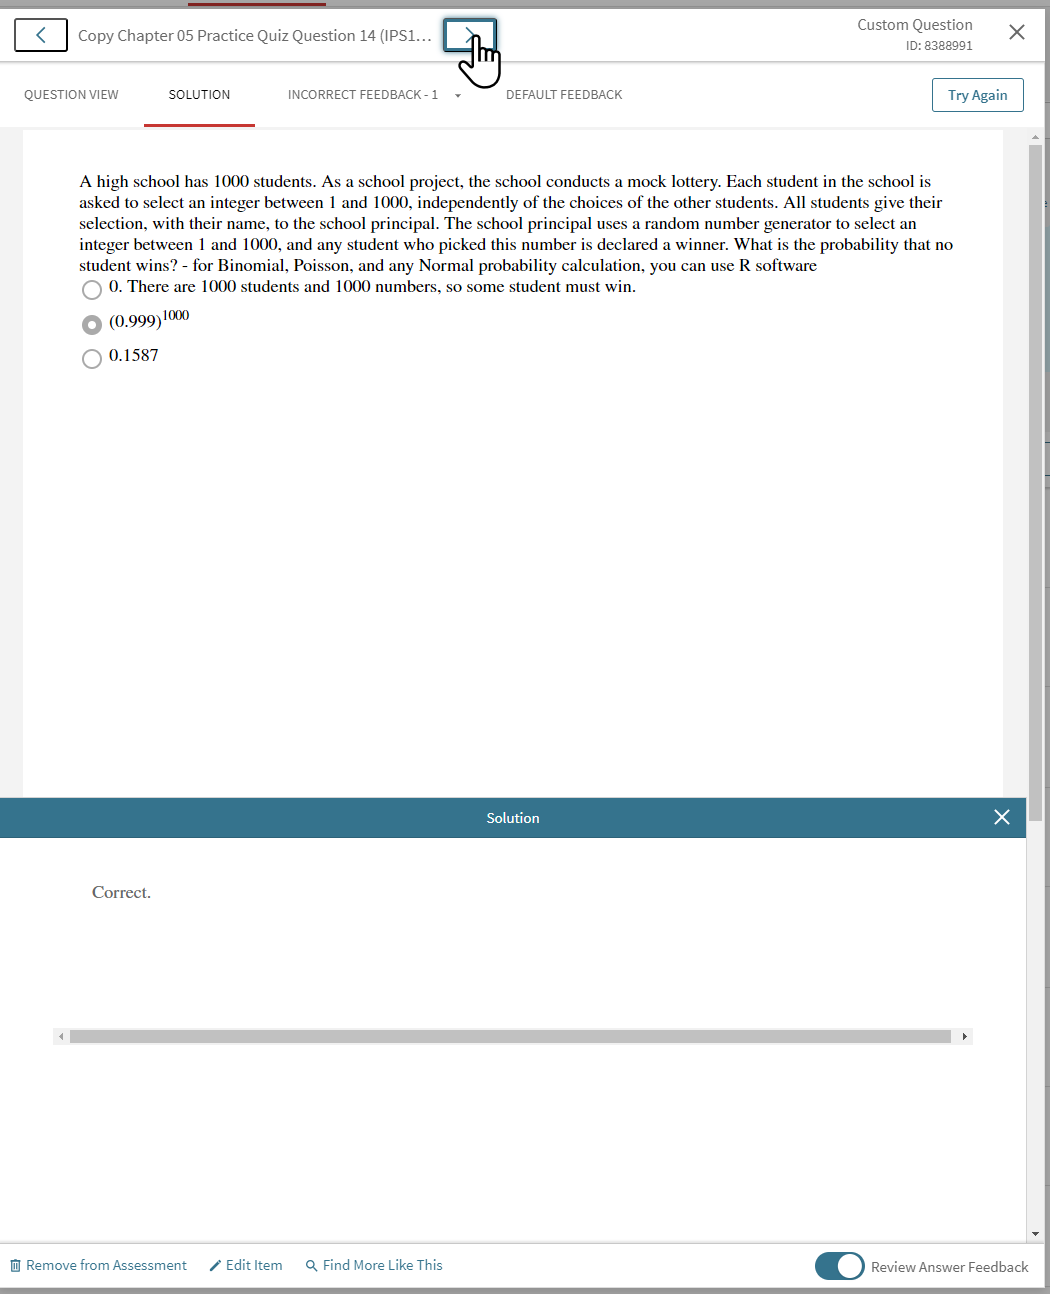 Copy Chapter 05 Practice Quiz Question 14 (IPS1...
Custom Question
ID: 8388991
QUESTION VIEW
SOLUTION
INCORRECT FEEDBACK - 1
DEFAULT FEEDBACK
Try Again
A high school has 1000 students. As a school project, the school conducts a mock lottery. Each student in the school is
asked to select an integer between 1 and 1000, independently of the choices of the other students. All students give their
selection, with their name, to the school principal. The school principal uses a random number generator to select an
integer between 1 and 1000, and any student who picked this number is declared a winner. What is the probability that no
student wins? - for Binomial, Poisson, and any Normal probability calculation, you can use R software
0. There are 1000 students and 1000 numbers, so some student must win.
(0.999)^1000
0.1587
Solution
Correct.
Remove from Assessment
Edit Item
Find More Like This
Review Answer Feedback